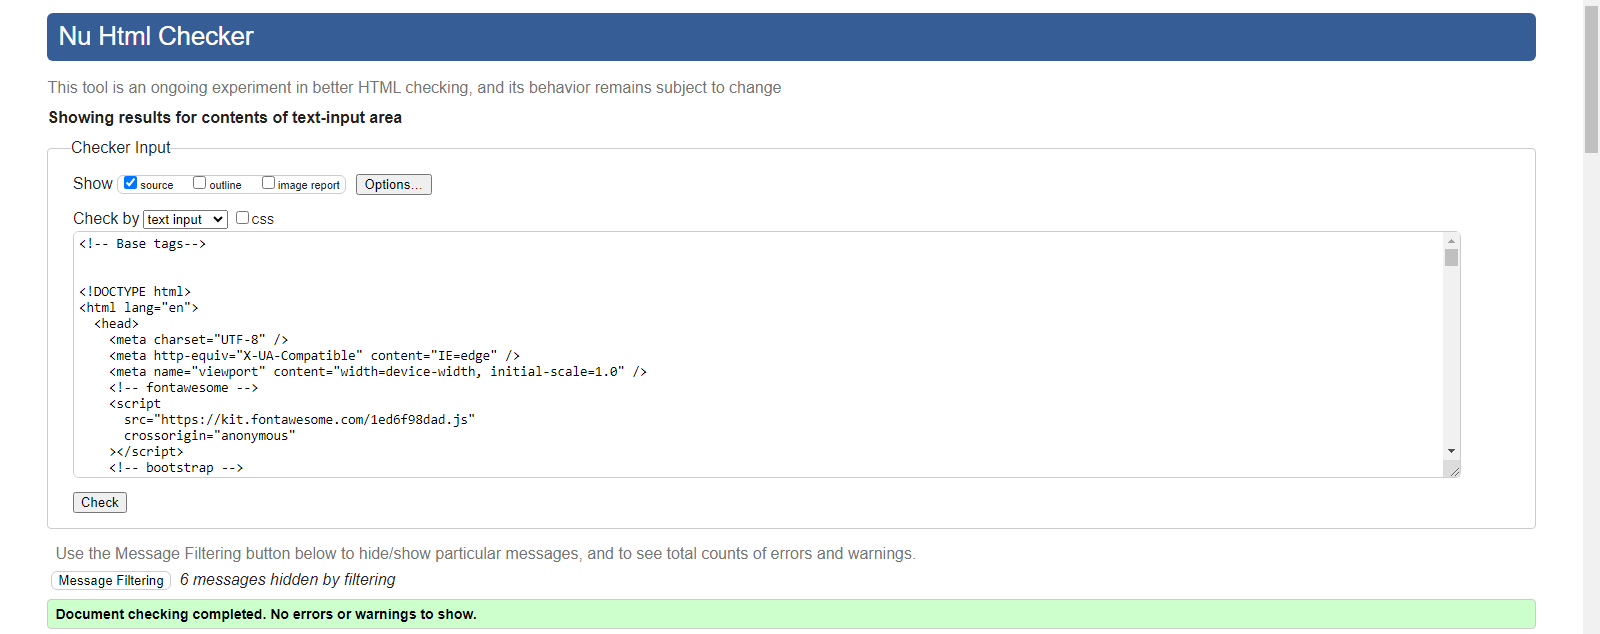 Nu Html Checker
This tool is an ongoing experiment in better HTML checking, and its behavior remains subject to change
Showing results for contents of text-input area
Checker Input
Show source outline image report Options...
Check by text input css
<!-- Base tags-->
<!DOCTYPE html>
<html lang="en">
<head>
<meta charset="UTF-8" />
<meta http-equiv="X-UA-Compatible" content="IE=edge" />
<meta name="viewport" content="width=device-width, initial-scale=1.0" />
<!-- fontawesome -->
<script
src="https://kit.fontawesome.com/1ed6f98dad.js"
crossorigin="anonymous"
></script>
<!-- bootstrap -->
Check
Use the Message Filtering button below to hide/show particular messages, and to see total counts of errors and warnings.
Message Filtering 6 messages hidden by filtering
Document checking completed. No errors or warnings to show.